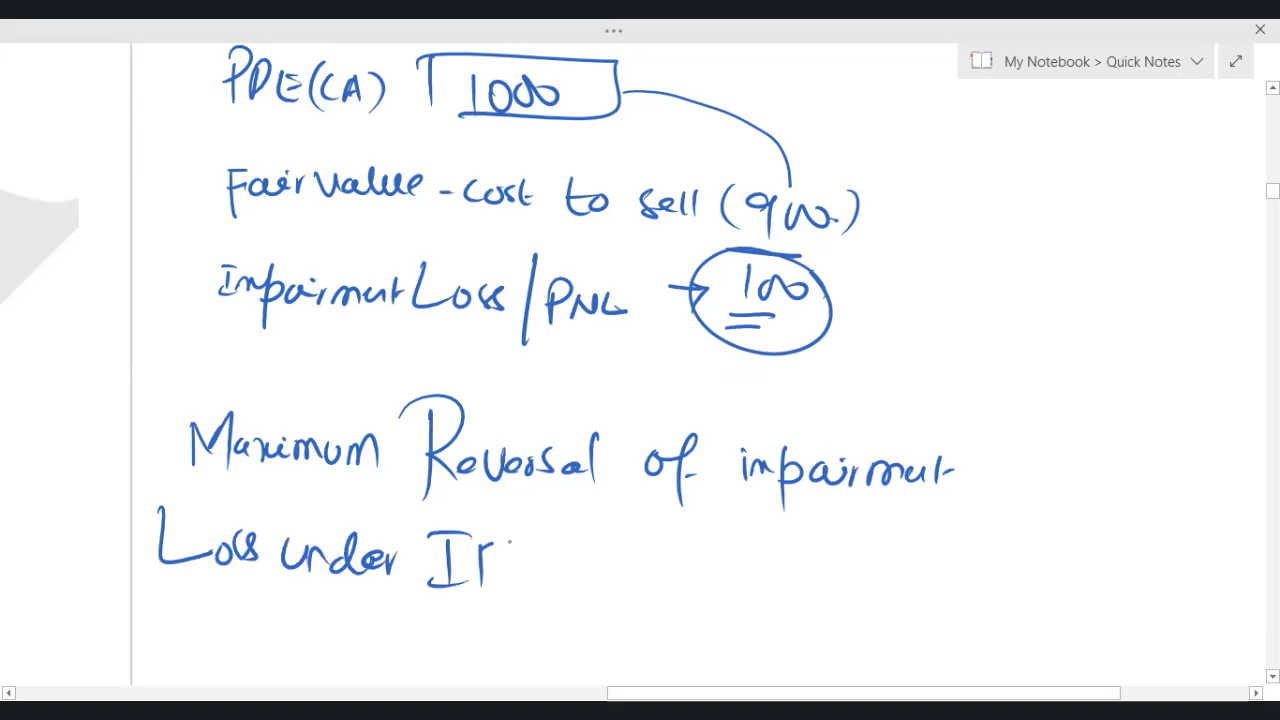 My Notebook > Quick Notes
PPE(CA) 1000
Fair Value - cost to sell (900)
Impairment Loss / PNL → 100
Maximum Reversal of impairment
Loss under IF